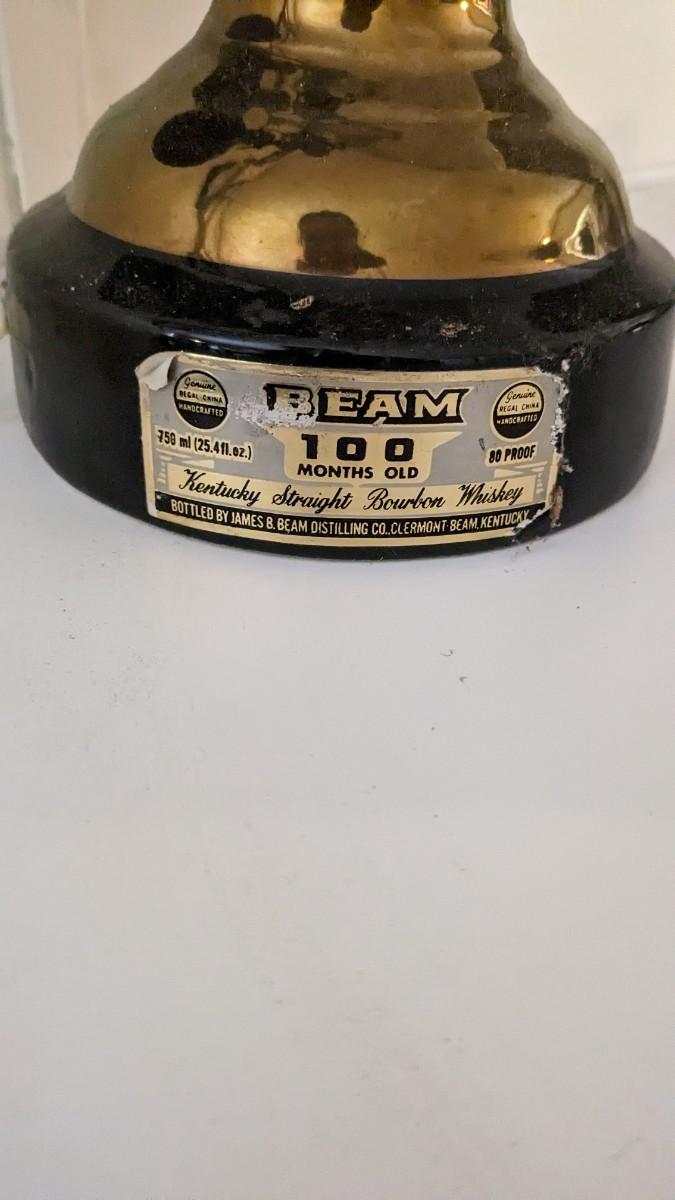 Genuine
REGAL CHINA
HANDCRAFTED
BEAM
Genuine
REGAL CHINA
HANDCRAFTED
750 ml (25.4 fl.oz.)
100
MONTHS OLD
80 PROOF
Kentucky Straight Bourbon Whiskey
BOTTLED BY JAMES B. BEAM DISTILLING CO., CLERMONT-BEAM, KENTUCKY